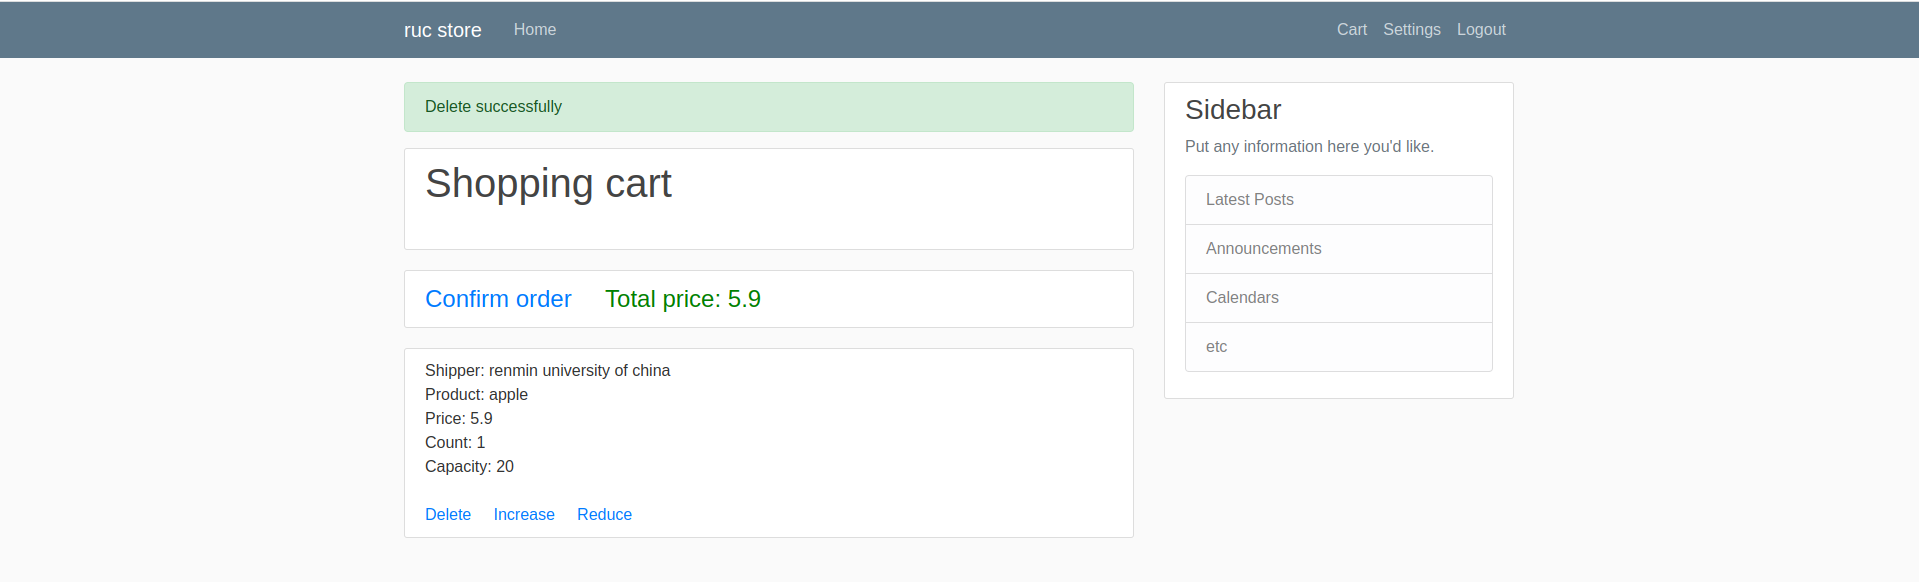 ruc store Home Cart Settings Logout
Delete successfully
Shopping cart
Confirm order Total price: 5.9
Shipper: renmin university of china
Product: apple
Price: 5.9
Count: 1
Capacity: 20
Delete Increase Reduce
Sidebar
Put any information here you'd like.
Latest Posts
Announcements
Calendars
etc